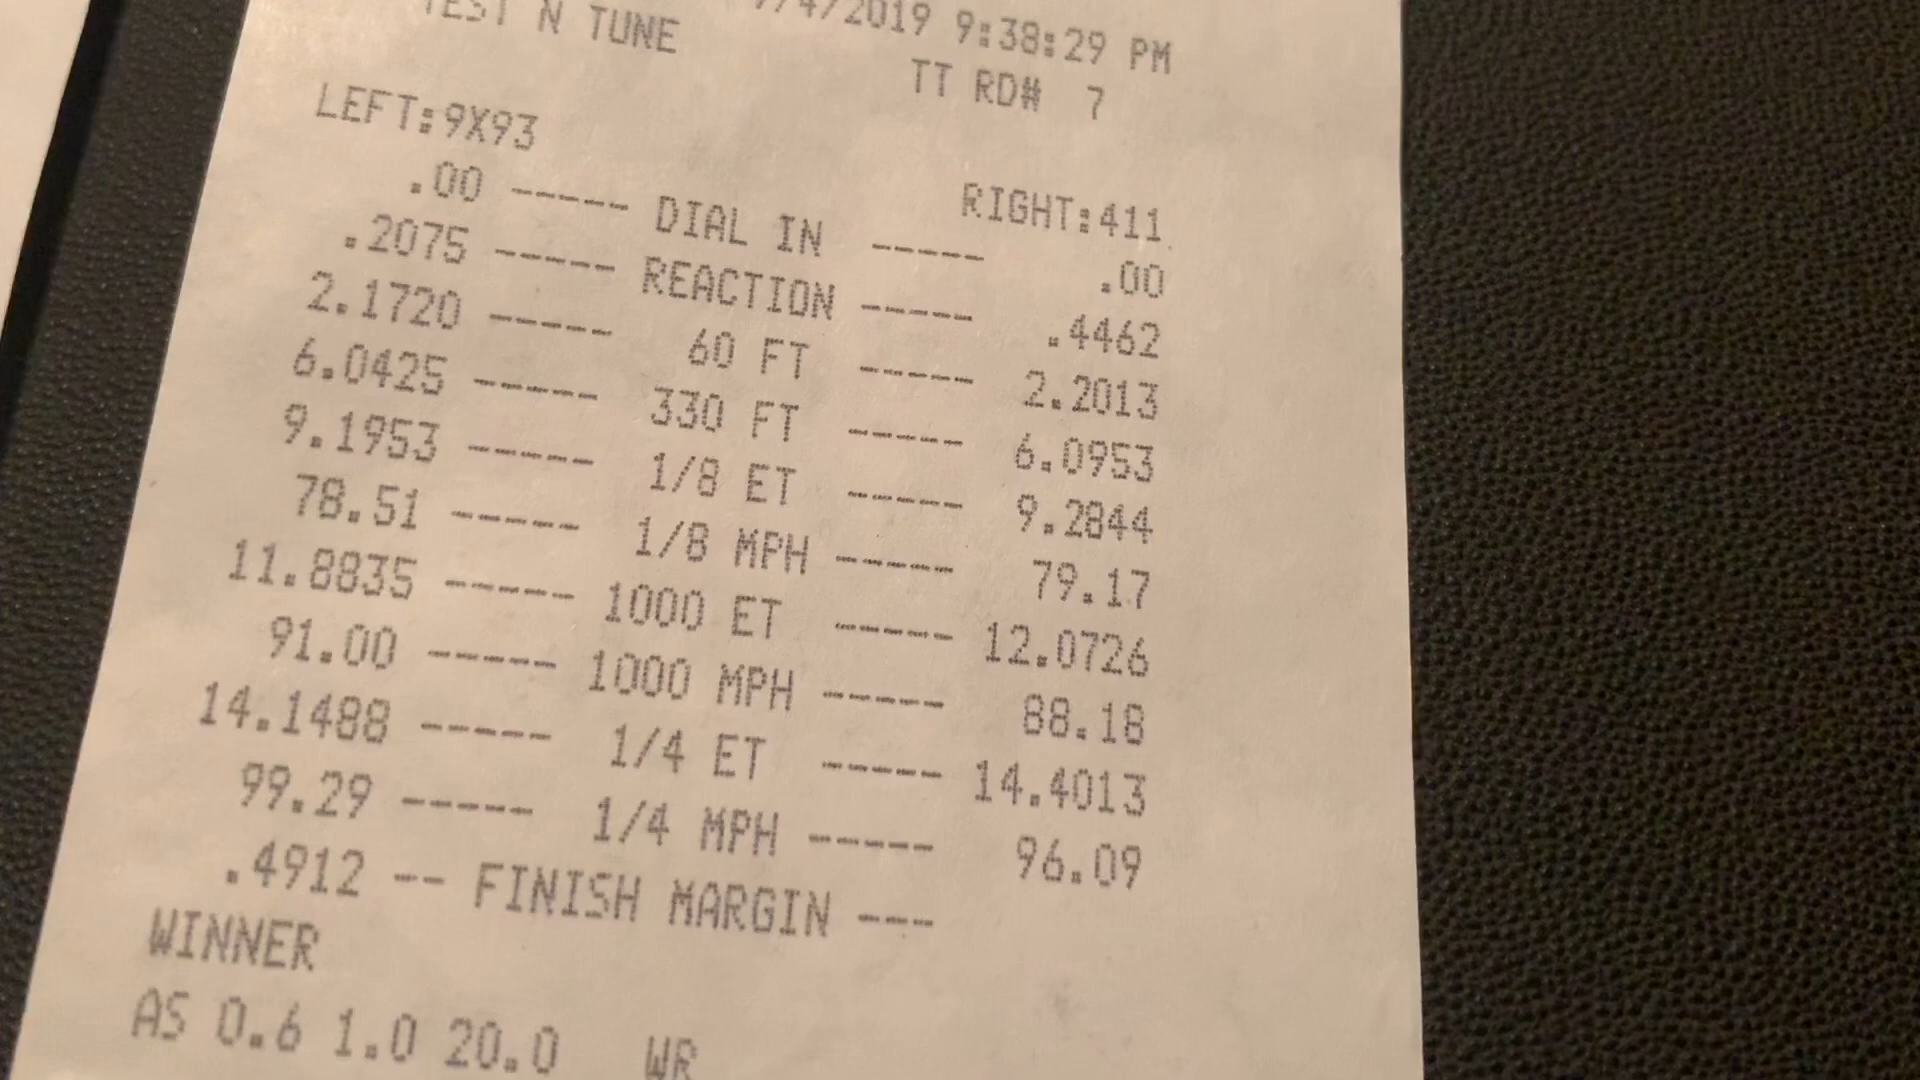 TEST N TUNE /4/2019 9:38:29 PM
TT RD# 7
LEFT:9X93 RIGHT:411
.00 ----- DIAL IN ----- .00
.2075 ----- REACTION ----- .4462
2.1720 ----- 60 FT ----- 2.2013
6.0425 ----- 330 FT ----- 6.0953
9.1953 ----- 1/8 ET ----- 9.2844
78.51 ----- 1/8 MPH ----- 79.17
11.8835 ----- 1000 ET ----- 12.0726
91.00 ----- 1000 MPH ----- 88.18
14.1488 ----- 1/4 ET ----- 14.4013
99.29 ----- 1/4 MPH ----- 96.09
.4912 -- FINISH MARGIN ---
WINNER
AS 0.6 1.0 20.0 WR